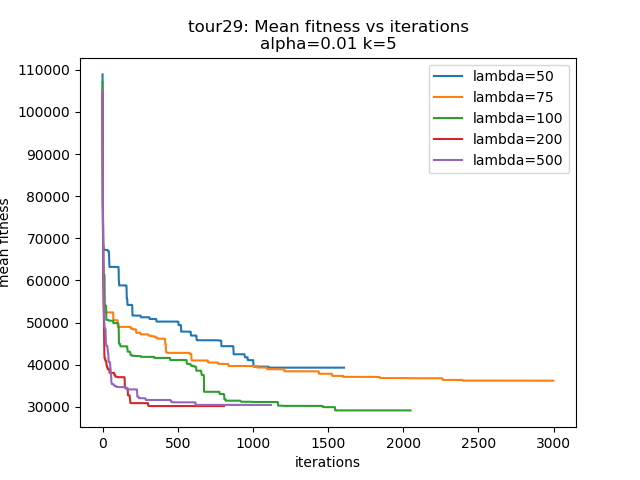 tour29: Mean fitness vs iterations
alpha=0.01 k=5
lambda=50
lambda=75
lambda=100
lambda=200
lambda=500
110000
100000
90000
80000
70000
60000
50000
40000
30000
mean fitness
0
500
1000
1500
2000
2500
3000
iterations